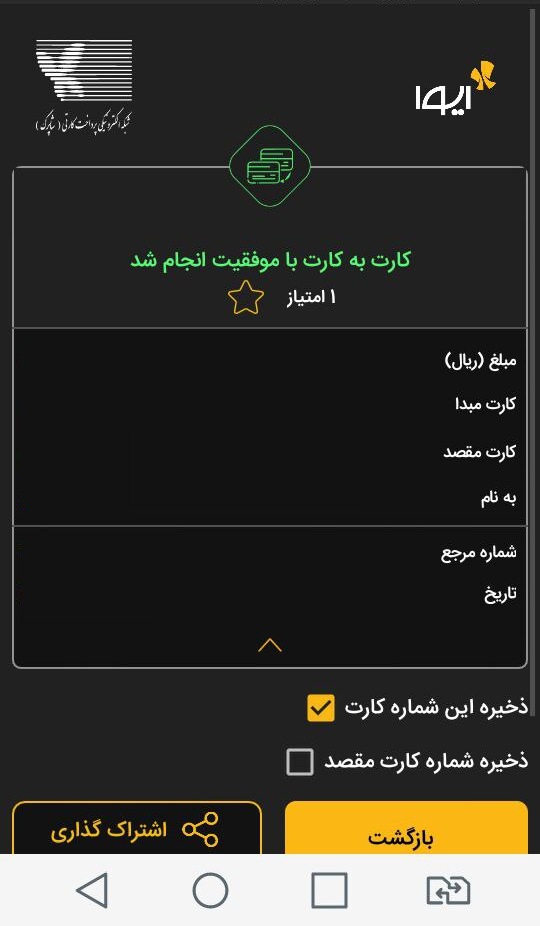 ایوا
شبکه الکترونیکی پرداخت کارتی ( شاپرک )
کارت به کارت با موفقیت انجام شد
۱ امتیاز
مبلغ (ریال)
کارت مبدا
کارت مقصد
به نام
شماره مرجع
تاریخ
ذخیره این شماره کارت
ذخیره شماره کارت مقصد
بازگشت
اشتراک گذاری